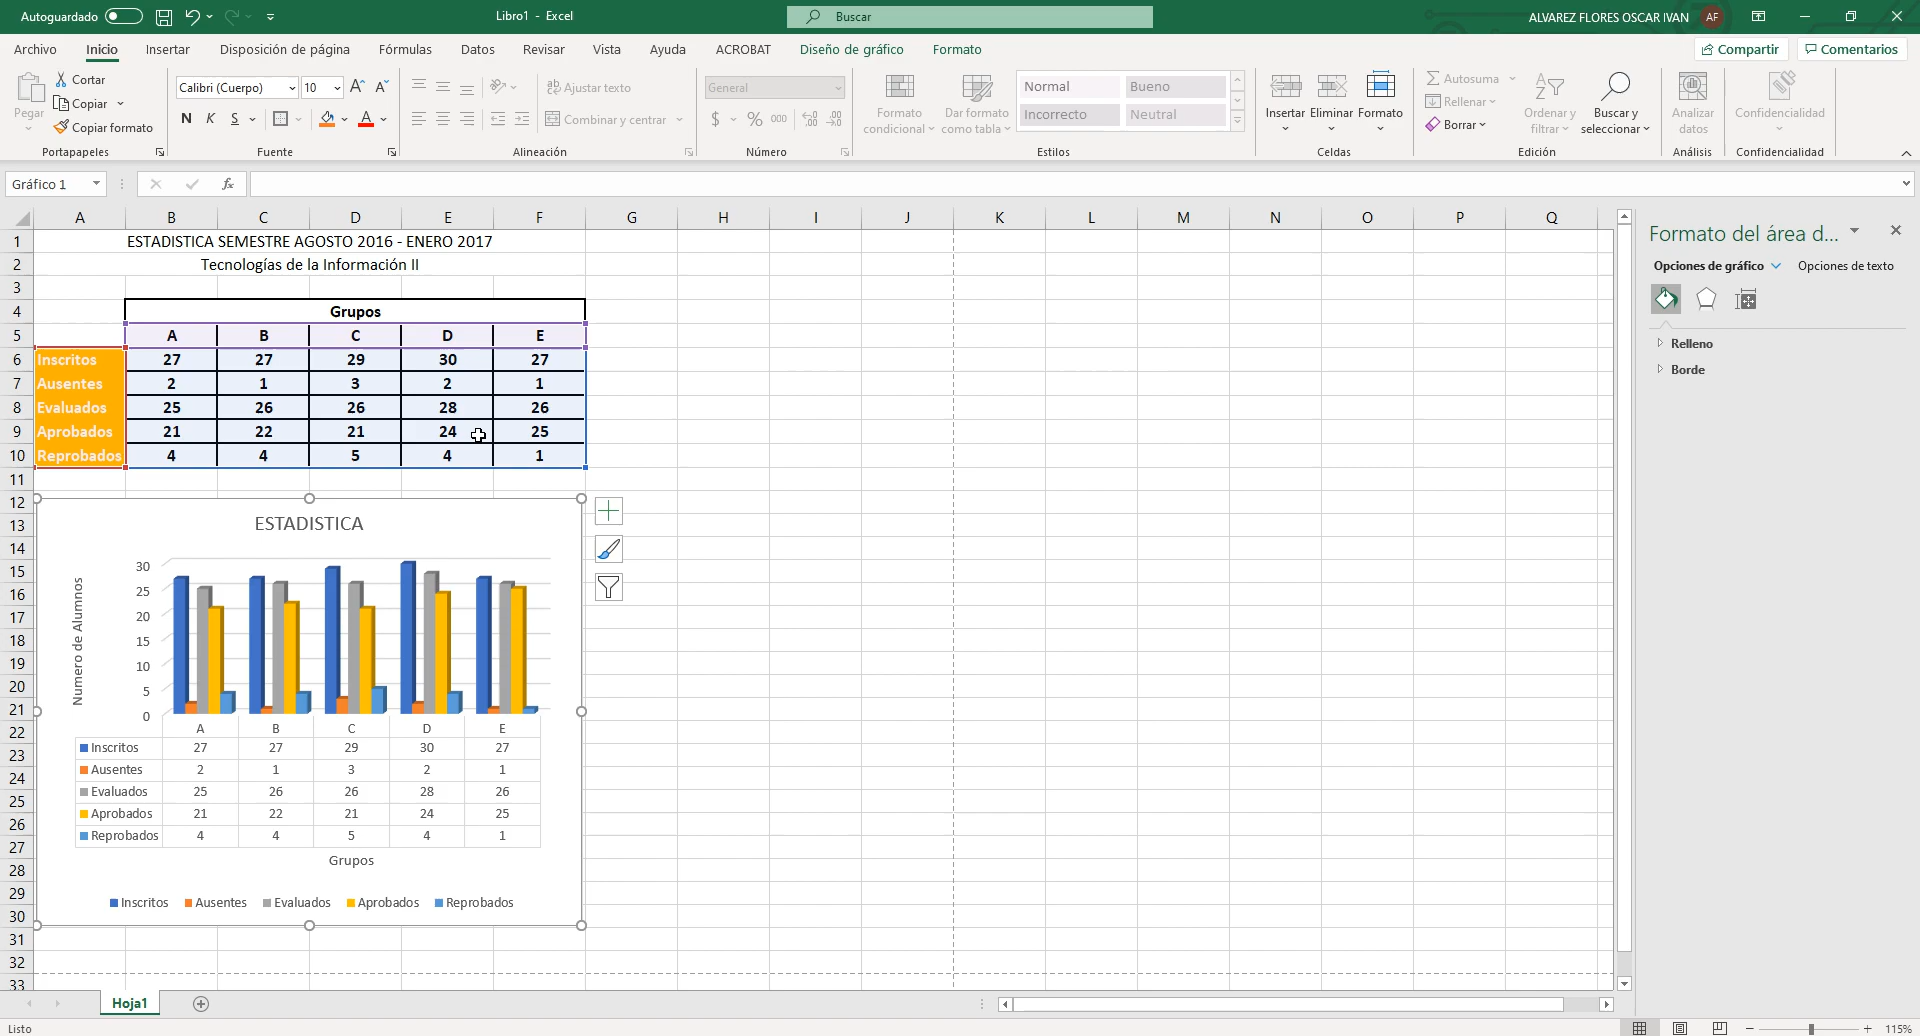 Autoguardado
Libro1 - Excel
Buscar
ALVAREZ FLORES OSCAR IVAN AF
Archivo Inicio Insertar Disposición de página Fórmulas Datos Revisar Vista Ayuda ACROBAT Diseño de gráfico Formato
Compartir Comentarios
Pegar
Cortar
Copiar
Copiar formato
Portapapeles
Calibri (Cuerpo) 10 A A
N K S A
Fuente
ab Ajustar texto
Combinar y centrar
Alineación
General
$ % 000
Número
Formato condicional
Dar formato como tabla
Normal Bueno
Incorrecto Neutral
Estilos
Insertar Eliminar Formato
Celdas
Autosuma
Rellenar
Borrar
Ordenar y filtrar
Buscar y seleccionar
Edición
Analizar datos
Análisis
Confidencialidad
Confidencialidad
Gráfico 1 fx
A B C D E F G H I J K L M N O P Q
1 ESTADISTICA SEMESTRE AGOSTO 2016 - ENERO 2017
2 Tecnologías de la Información II
3
4 Grupos
5 A B C D E
6 Inscritos 27 27 29 30 27
7 Ausentes 2 1 3 2 1
8 Evaluados 25 26 26 28 26
9 Aprobados 21 22 21 24 25
10 Reprobados 4 4 5 4 1
11
12
13
14
15
16
17
18
19
20
21
22
23
24
25
26
27
28
29
30
31
32
33
ESTADISTICA
Numero de Alumnos
30
25
20
15
10
5
0
A B C D E
Inscritos 27 27 29 30 27
Ausentes 2 1 3 2 1
Evaluados 25 26 26 28 26
Aprobados 21 22 21 24 25
Reprobados 4 4 5 4 1
Grupos
Inscritos Ausentes Evaluados Aprobados Reprobados
Formato del área d...
Opciones de gráfico Opciones de texto
Relleno
Borde
Hoja1
Listo
115%